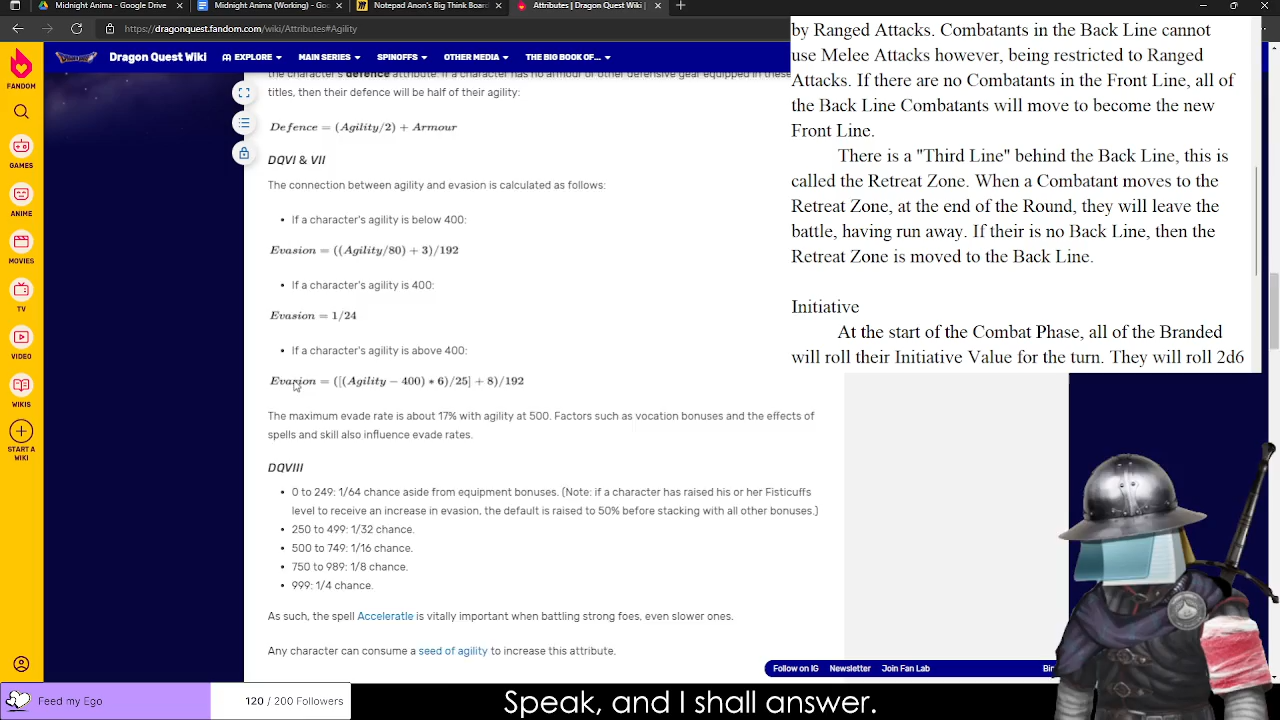 Midnight Anima - Google Drive
Midnight Anima (Working) - Goo
Notepad Anon's Big Think Board
Attributes | Dragon Quest Wiki
https://dragonquest.fandom.com/wiki/Attributes#Agility
FANDOM
GAMES
ANIME
MOVIES
TV
VIDEO
WIKIS
START A
WIKI
Dragon Quest Wiki
EXPLORE
MAIN SERIES
SPINOFFS
OTHER MEDIA
THE BIG BOOK OF...
the character's defence attribute. If a character has no armour or other defensive gear equipped in these
titles, then their defence will be half of their agility:
Defence = (Agility/2) + Armour
DQVI & VII
The connection between agility and evasion is calculated as follows:
• If a character's agility is below 400:
Evasion = ((Agility/80) + 3)/192
• If a character's agility is 400:
Evasion = 1/24
• If a character's agility is above 400:
Evasion = ([(Agility − 400) * 6)/25] + 8)/192
The maximum evade rate is about 17% with agility at 500. Factors such as vocation bonuses and the effects of
spells and skill also influence evade rates.
DQVIII
• 0 to 249: 1/64 chance aside from equipment bonuses. (Note: if a character has raised his or her Fisticuffs
level to receive an increase in evasion, the default is raised to 50% before stacking with all other bonuses.)
• 250 to 499: 1/32 chance.
• 500 to 749: 1/16 chance.
• 750 to 989: 1/8 chance.
• 999: 1/4 chance.
As such, the spell Acceleratle is vitally important when battling strong foes, even slower ones.
Any character can consume a seed of agility to increase this attribute.
Follow on IG
Newsletter
Join Fan Lab
by Ranged Attacks. Combatants in the Back Line cannot
use Melee Attacks however, being restricted to Ranged
Attacks. If there are no Combatants in the Front Line, all of
the Back Line Combatants will move to become the new
Front Line.
There is a "Third Line" behind the Back Line, this is
called the Retreat Zone. When a Combatant moves to the
Retreat Zone, at the end of the Round, they will leave the
battle, having run away. If their is no Back Line, then the
Retreat Zone is moved to the Back Line.
Initiative
At the start of the Combat Phase, all of the Branded
will roll their Initiative Value for the turn. They will roll 2d6
Feed my Ego
120 / 200 Followers
Speak, and I shall answer.